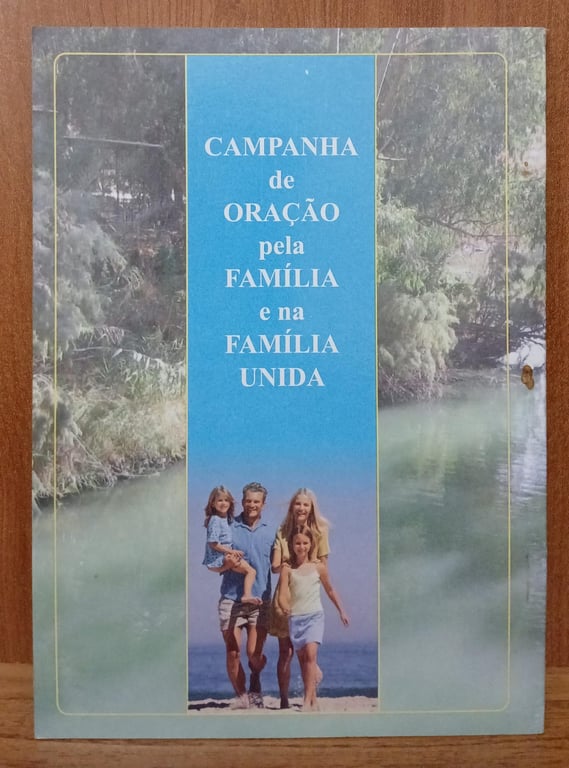 CAMPANHA
de
ORAÇÃO
pela
FAMÍLIA
e na
FAMÍLIA
UNIDA